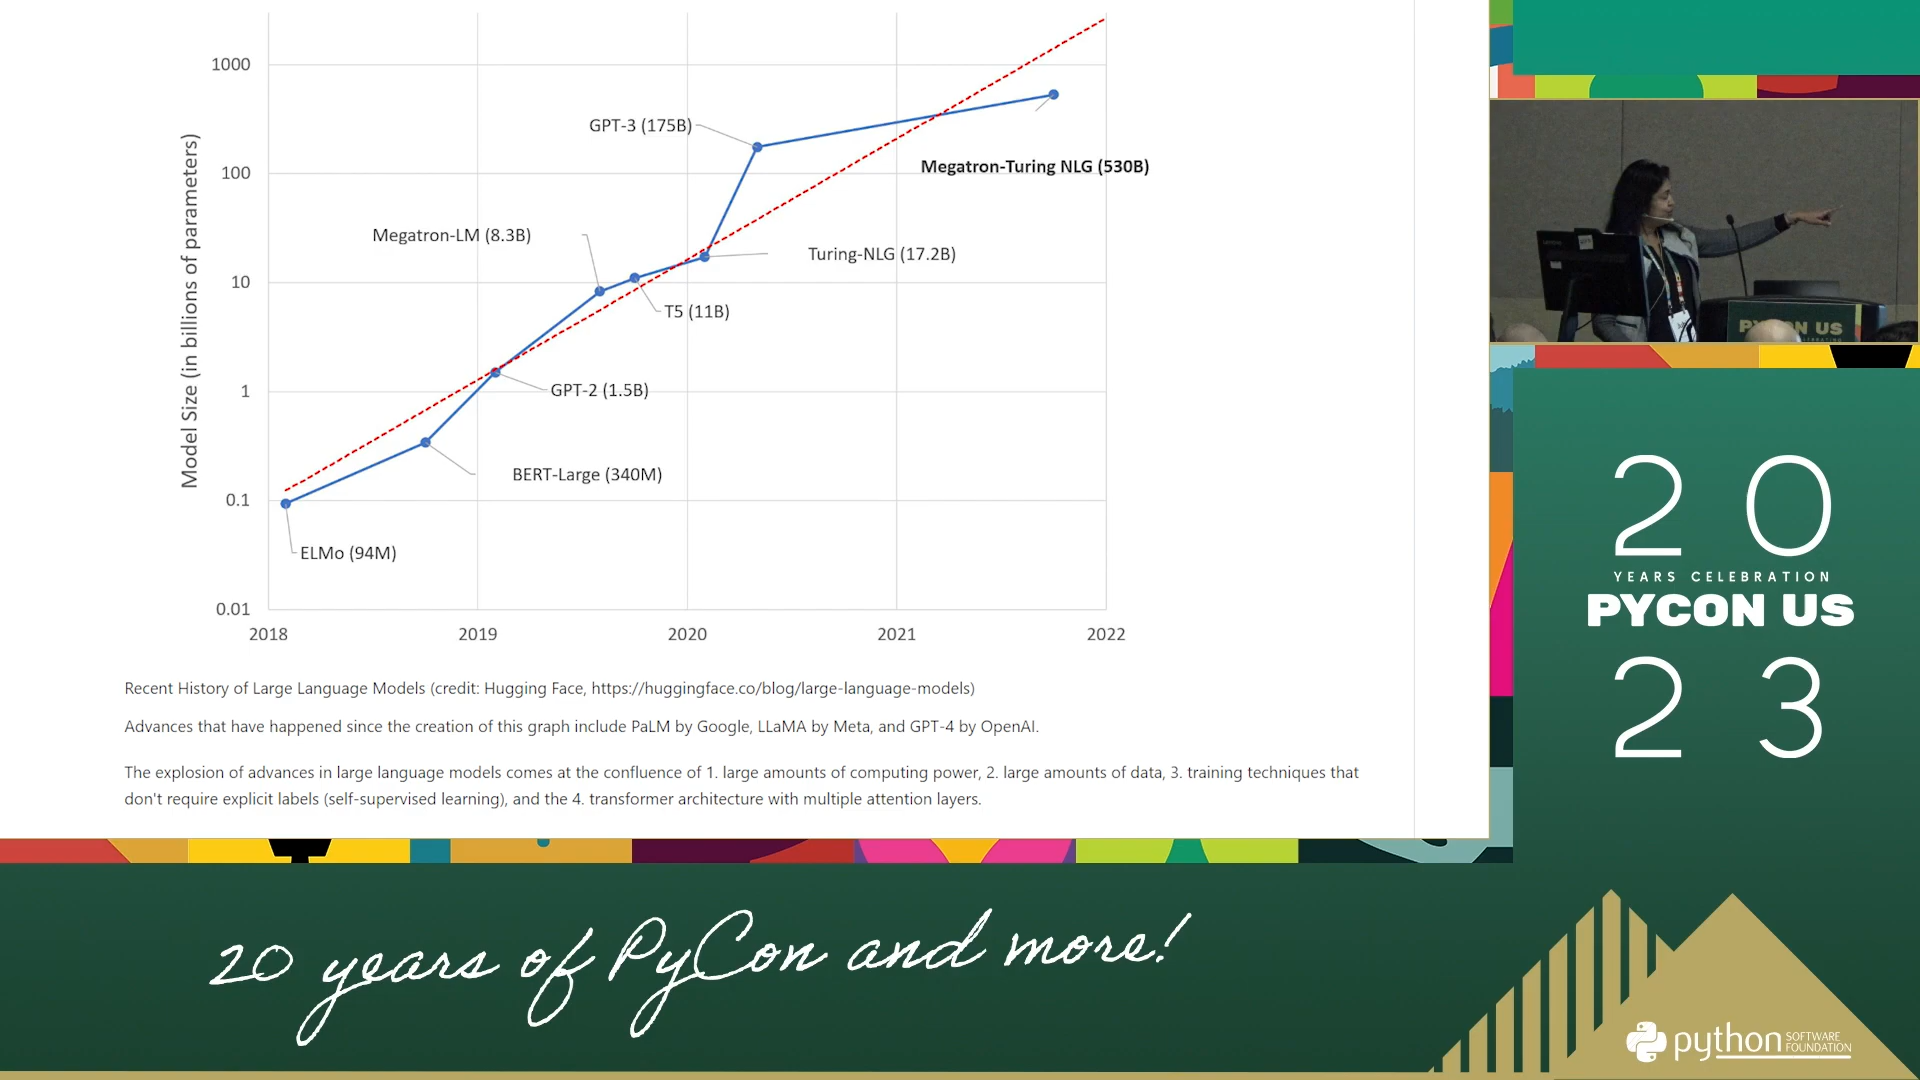 1000
100
10
1
0.1
0.01
Model Size (in billions of parameters)
2018 2019 2020 2021 2022
GPT-3 (175B)
Megatron-Turing NLG (530B)
Megatron-LM (8.3B)
Turing-NLG (17.2B)
T5 (11B)
GPT-2 (1.5B)
BERT-Large (340M)
ELMo (94M)
Recent History of Large Language Models (credit: Hugging Face, https://huggingface.co/blog/large-language-models)
Advances that have happened since the creation of this graph include PaLM by Google, LLaMA by Meta, and GPT-4 by OpenAI.
The explosion of advances in large language models comes at the confluence of 1. large amounts of computing power, 2. large amounts of data, 3. training techniques that
don't require explicit labels (self-supervised learning), and the 4. transformer architecture with multiple attention layers.
PYCON US
20
YEARS CELEBRATION
PYCON US
23
20 years of PyCon and more!
python SOFTWARE
FOUNDATION